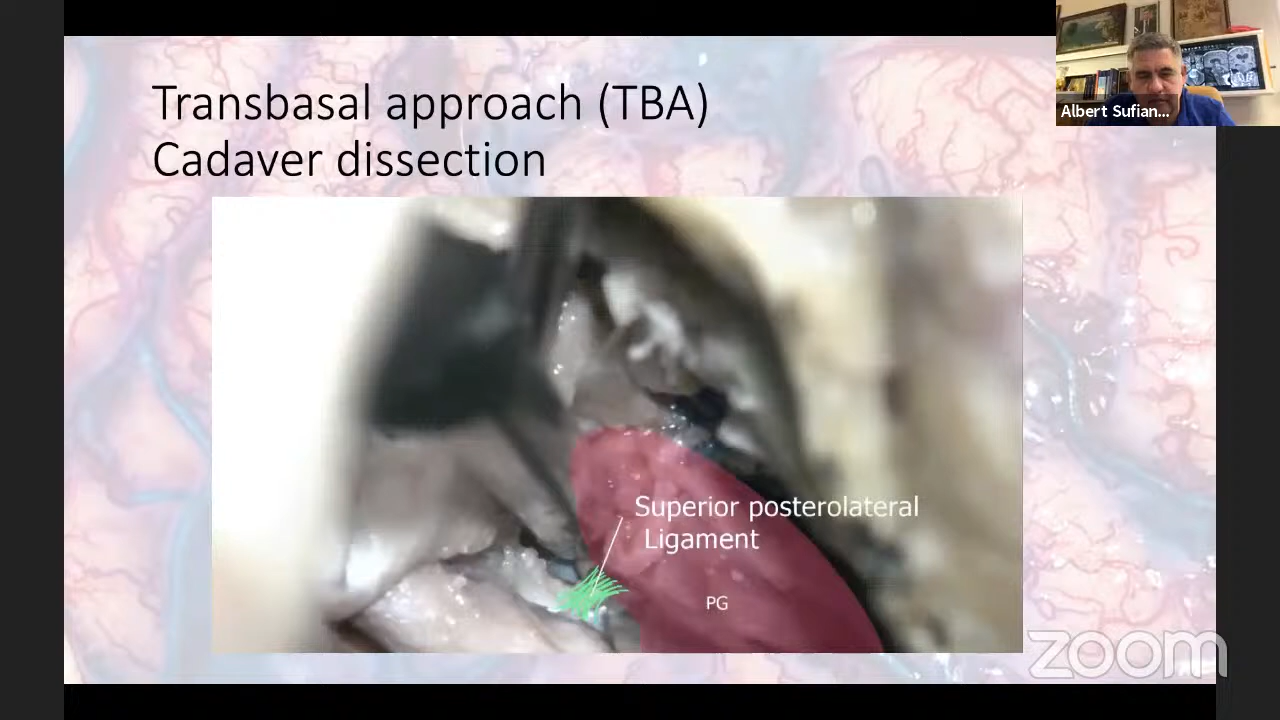 Transbasal approach (TBA)
Cadaver dissection
Albert Sufian...
Superior posterolateral
Ligament
PG
zoom